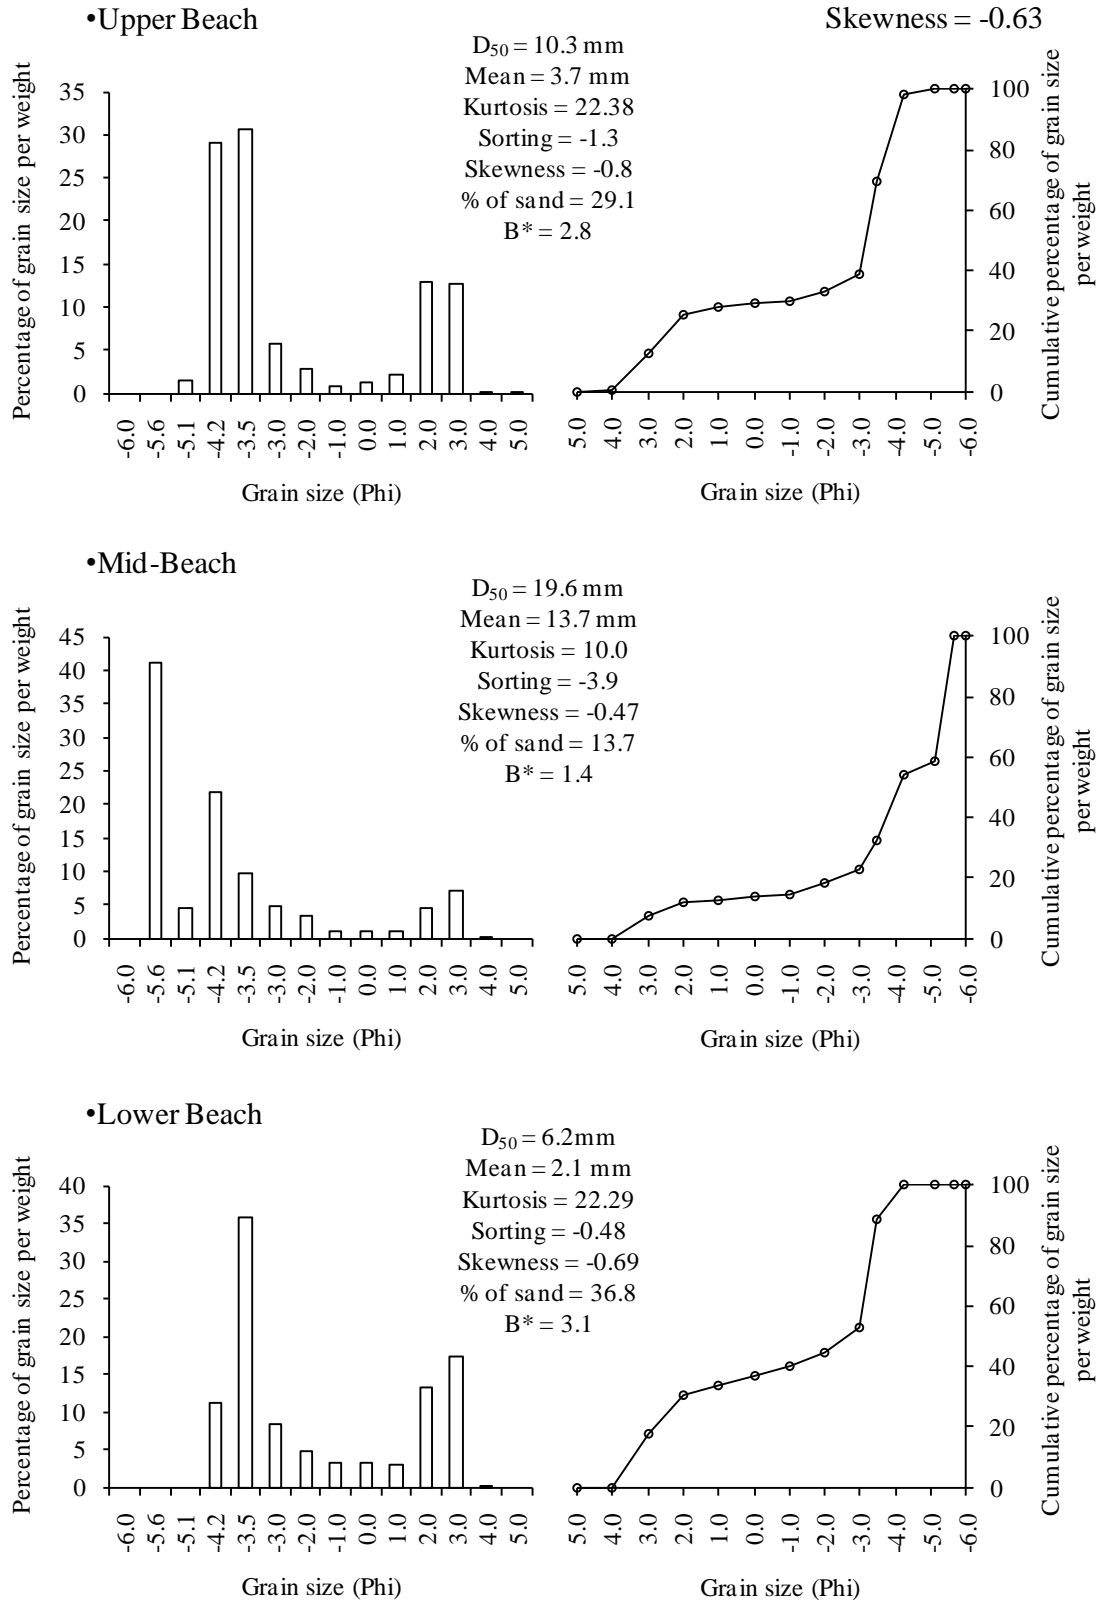 •Upper Beach
Skewness = -0.63
D₅₀ = 10.3 mm
Mean = 3.7 mm
Kurtosis = 22.38
Sorting = -1.3
Skewness = -0.8
% of sand = 29.1
B* = 2.8
Percentage of grain size per weight
35
30
25
20
15
10
5
0
-6.0 -5.6 -5.1 -4.2 -3.5 -3.0 -2.0 -1.0 0.0 1.0 2.0 3.0 4.0 5.0
Grain size (Phi)
100
80
60
40
20
0
Cumulative percentage of grain size
per weight
5.0 4.0 3.0 2.0 1.0 0.0 -1.0 -2.0 -3.0 -4.0 -5.0 -6.0
Grain size (Phi)
•Mid-Beach
D₅₀ = 19.6 mm
Mean = 13.7 mm
Kurtosis = 10.0
Sorting = -3.9
Skewness = -0.47
% of sand = 13.7
B* = 1.4
Percentage of grain size per weight
45
40
35
30
25
20
15
10
5
0
-6.0 -5.6 -5.1 -4.2 -3.5 -3.0 -2.0 -1.0 0.0 1.0 2.0 3.0 4.0 5.0
Grain size (Phi)
100
80
60
40
20
0
Cumulative percentage of grain size
per weight
5.0 4.0 3.0 2.0 1.0 0.0 -1.0 -2.0 -3.0 -4.0 -5.0 -6.0
Grain size (Phi)
•Lower Beach
D₅₀ = 6.2mm
Mean = 2.1 mm
Kurtosis = 22.29
Sorting = -0.48
Skewness = -0.69
% of sand = 36.8
B* = 3.1
Percentage of grain size per weight
40
35
30
25
20
15
10
5
0
-6.0 -5.6 -5.1 -4.2 -3.5 -3.0 -2.0 -1.0 0.0 1.0 2.0 3.0 4.0 5.0
Grain size (Phi)
100
80
60
40
20
0
Cumulative percentage of grain size
per weight
5.0 4.0 3.0 2.0 1.0 0.0 -1.0 -2.0 -3.0 -4.0 -5.0 -6.0
Grain size (Phi)